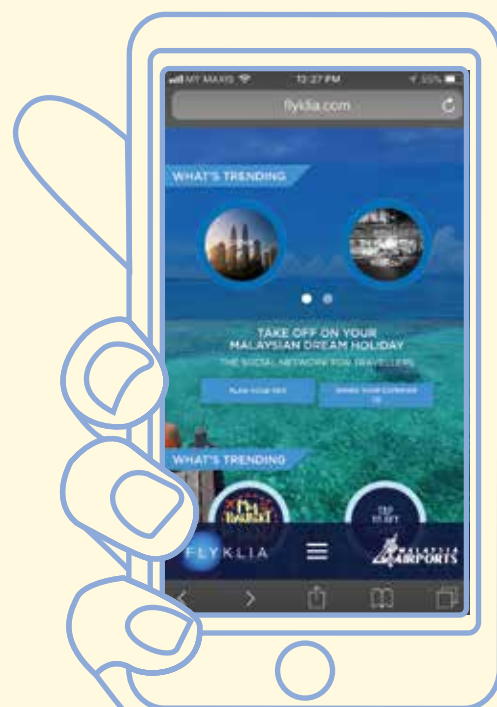 MY MAXIS 12:27 PM 55%
flyklia.com
WHAT'S TRENDING
TAKE OFF ON YOUR
MALAYSIAN DREAM HOLIDAY
THE SOCIAL NETWORK FOR TRAVELLERS
PLAN YOUR TRIP
WHAT'S TRENDING
FLYKLIA MALAYSIA
AIRPORTS